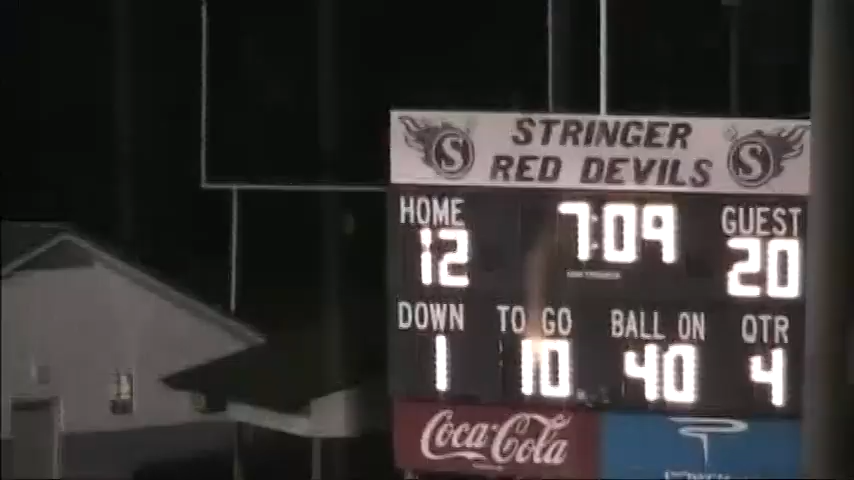 STRINGER
RED DEVILS
S S
HOME 7:09 GUEST
12 20
DOWN TO GO BALL ON QTR
1 10 40 4
Coca-Cola